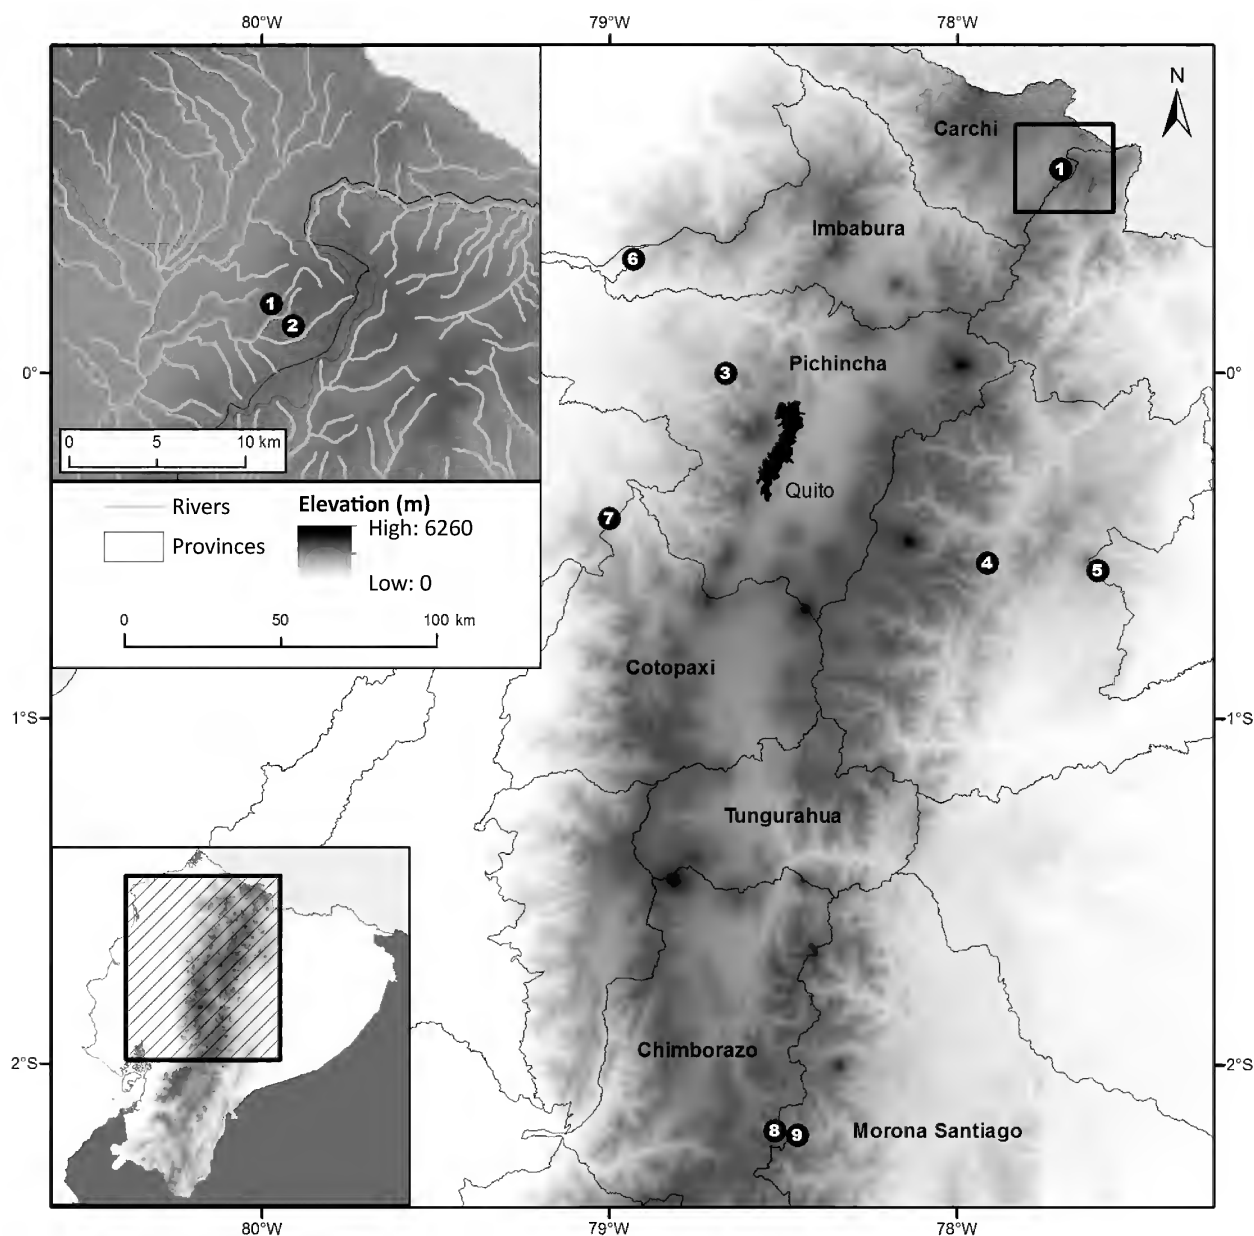 80°W 79°W 78°W
N
Carchi
1
Imbabura
6
1
2
Pichincha
0° 3 0°
0 5 10 km
Quito
Rivers
Elevation (m)
High: 6260
7
Provinces
4
5
Low: 0
0 50 100 km
Cotopaxi
1°S 1°S
Tungurahua
Chimborazo
2°S 2°S
8 9
Morona Santiago
80°W 79°W 78°W